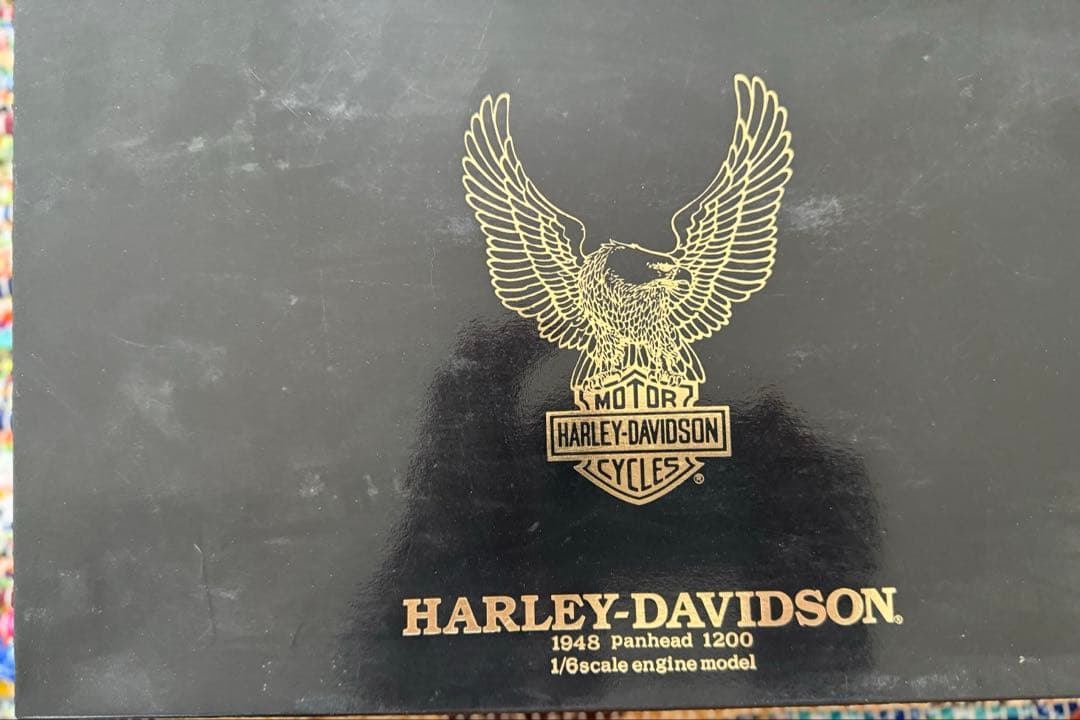 MOTOR
HARLEY-DAVIDSON
CYCLES®
HARLEY-DAVIDSON®
1948 panhead 1200
1/6scale engine model